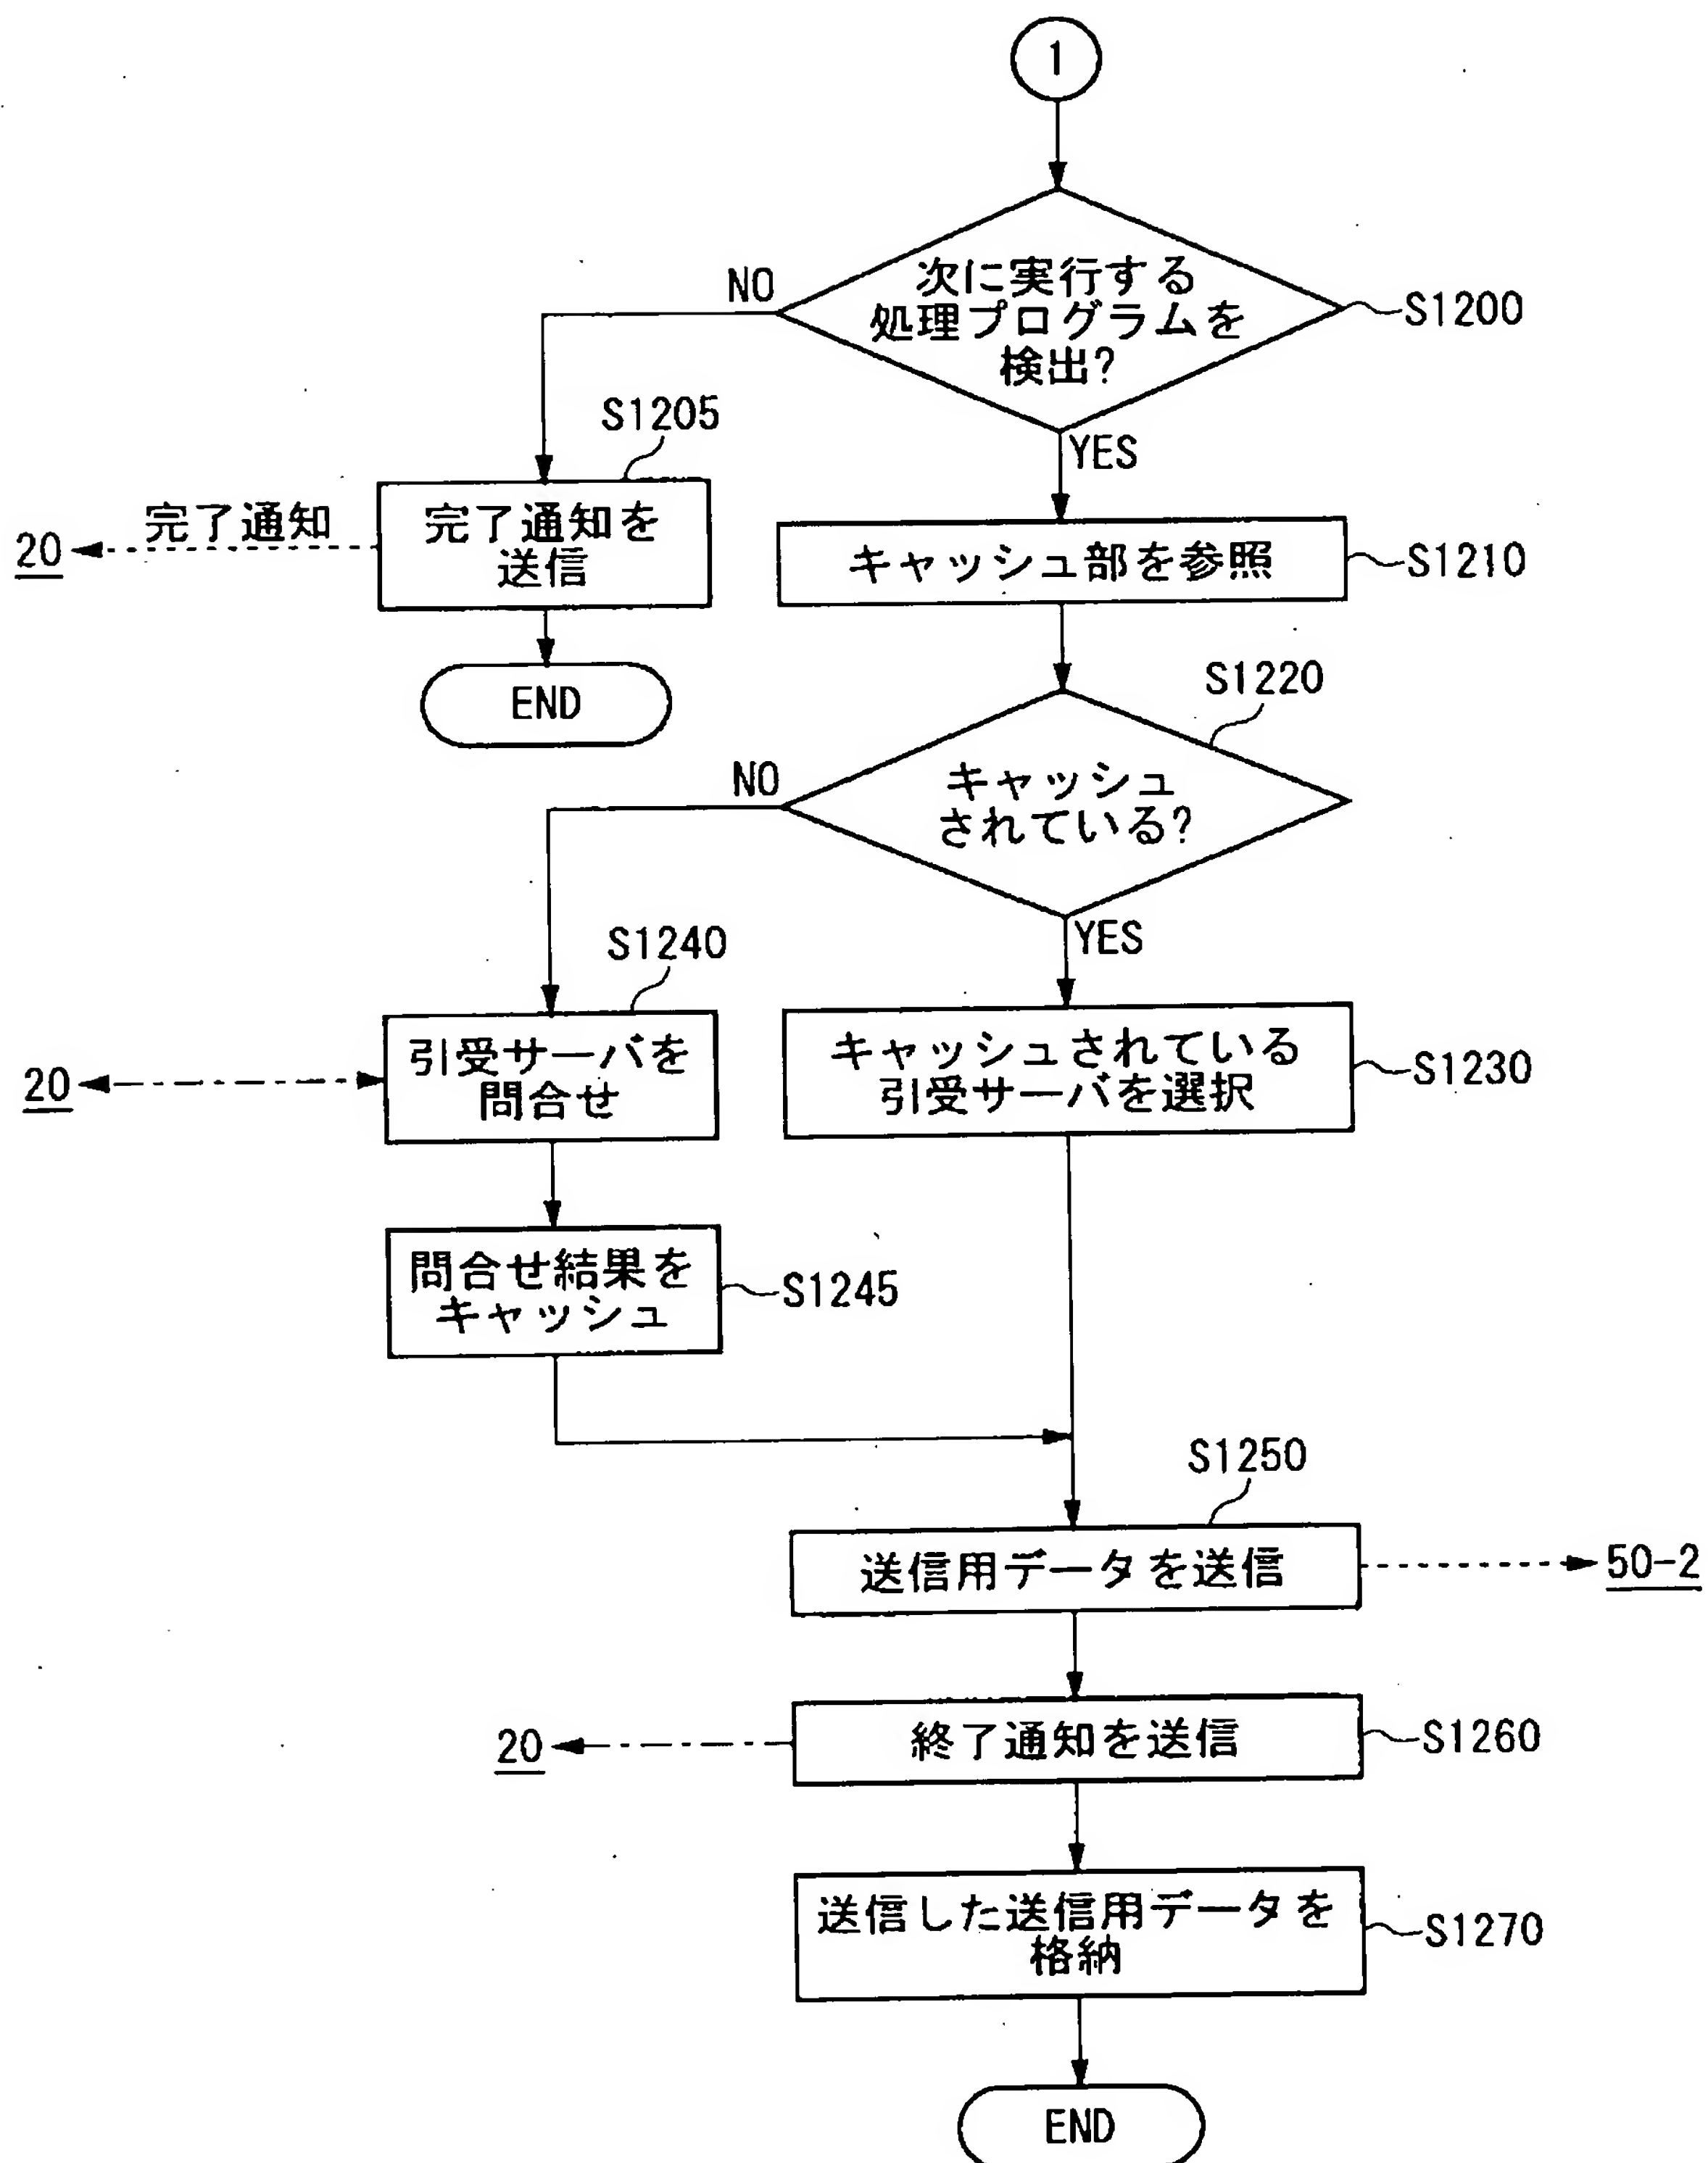 1
次に実行する
処理プログラムを
検出?
NO
S1200
YES
S1205
完了通知を
送信
完了通知
20
END
キャッシュ部を参照
S1210
S1220
キャッシュ
されている?
NO
YES
S1240
引受サーバを
問合せ
20
キャッシュされている
引受サーバを選択
S1230
問合せ結果を
キャッシュ
S1245
S1250
送信用データを送信
50-2
終了通知を送信
S1260
20
送信した送信用データを
格納
S1270
END